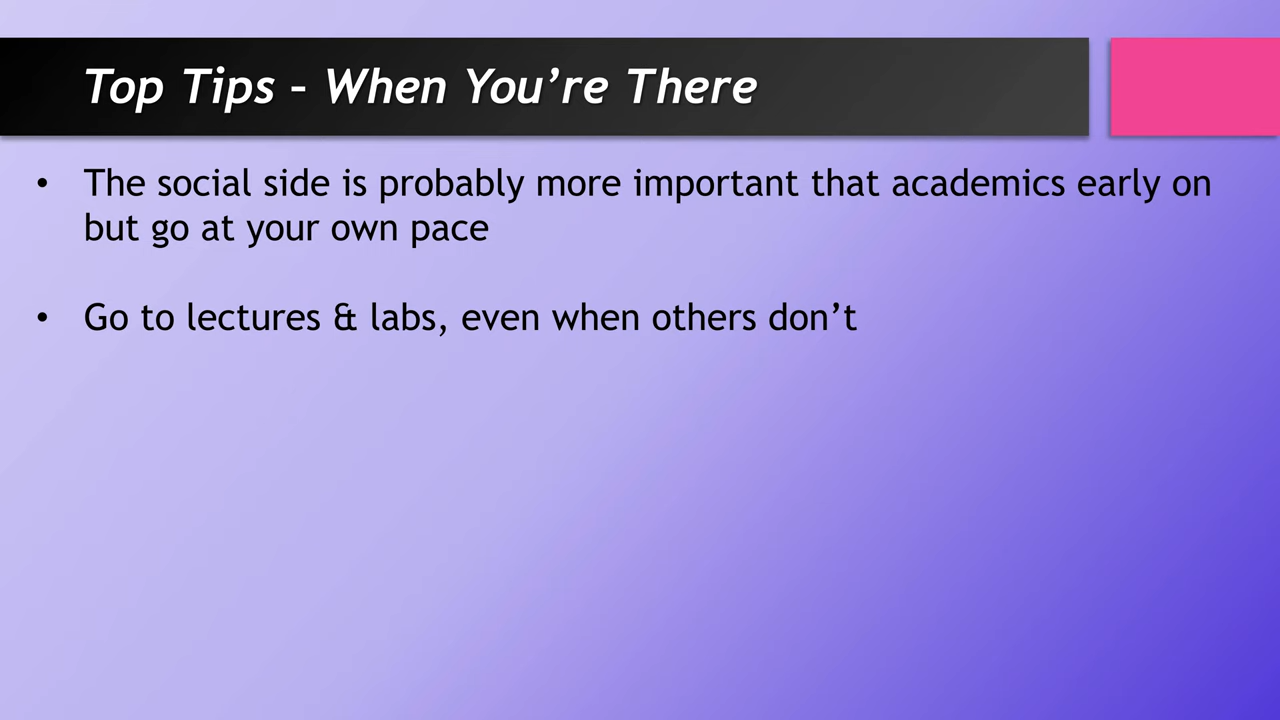 Top Tips – When You’re There
• The social side is probably more important that academics early on
but go at your own pace
• Go to lectures & labs, even when others don’t